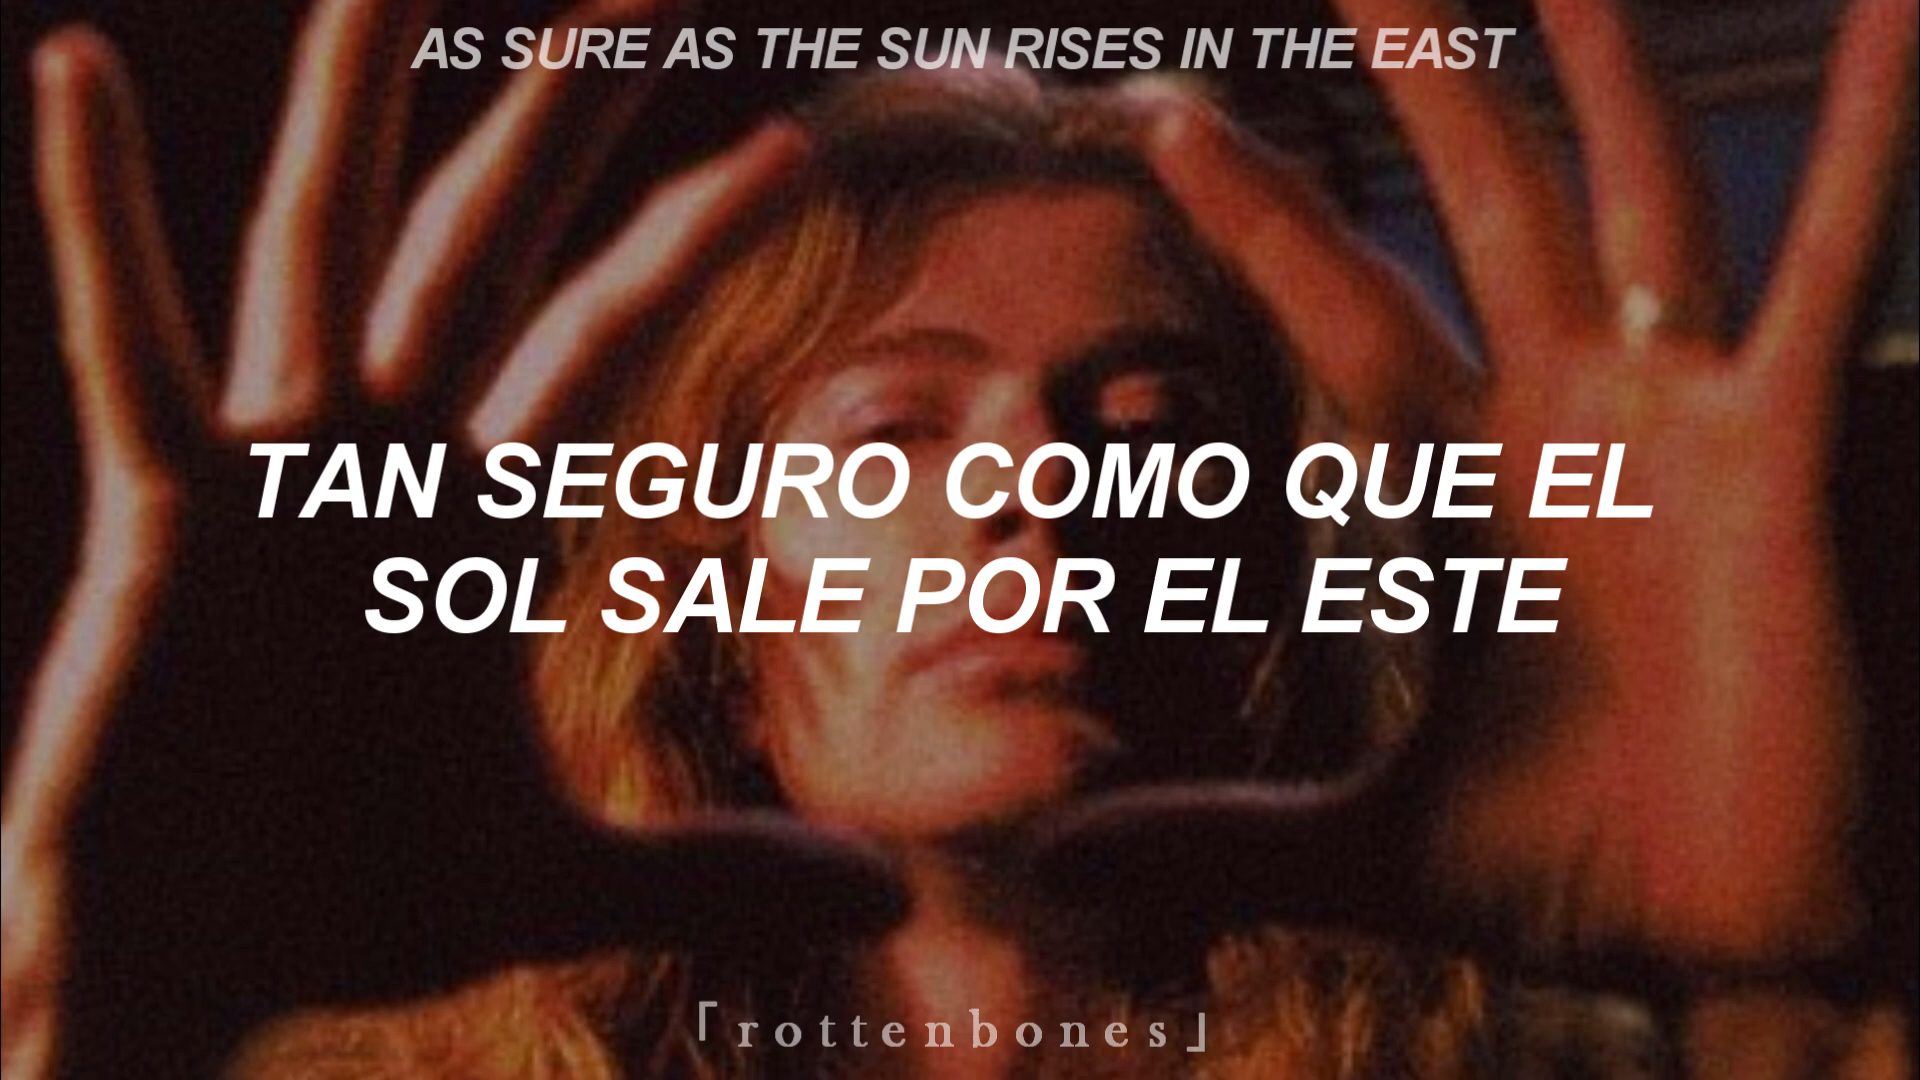 AS SURE AS THE SUN RISES IN THE EAST
TAN SEGURO COMO QUE EL
SOL SALE POR EL ESTE
「rottenbones」